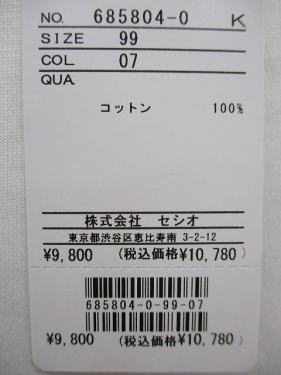 NO. 685804-0 K
SIZE 99
COL. 07
QUA.
コットン 100%
株式会社 セシオ
東京都渋谷区恵比寿南 3-2-12
¥9,800 (税込価格¥10,780)
685804-0-99-07
¥9,800 (税込価格¥10,780)